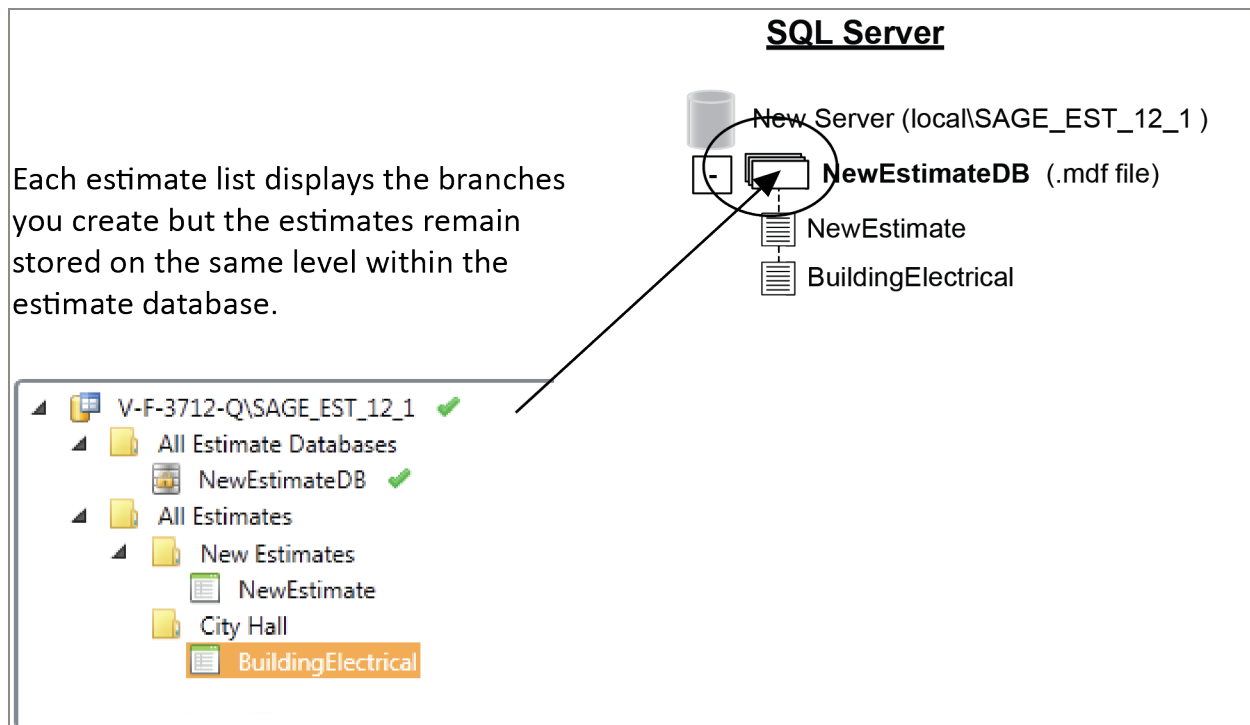 SQL Server
New Server (local\SAGE_EST_12_1 )
- NewEstimateDB (.mdf file)
NewEstimate
BuildingElectrical
Each estimate list displays the branches
you create but the estimates remain
stored on the same level within the
estimate database.
V-F-3712-Q\SAGE_EST_12_1
All Estimate Databases
NewEstimateDB
All Estimates
New Estimates
NewEstimate
City Hall
BuildingElectrical